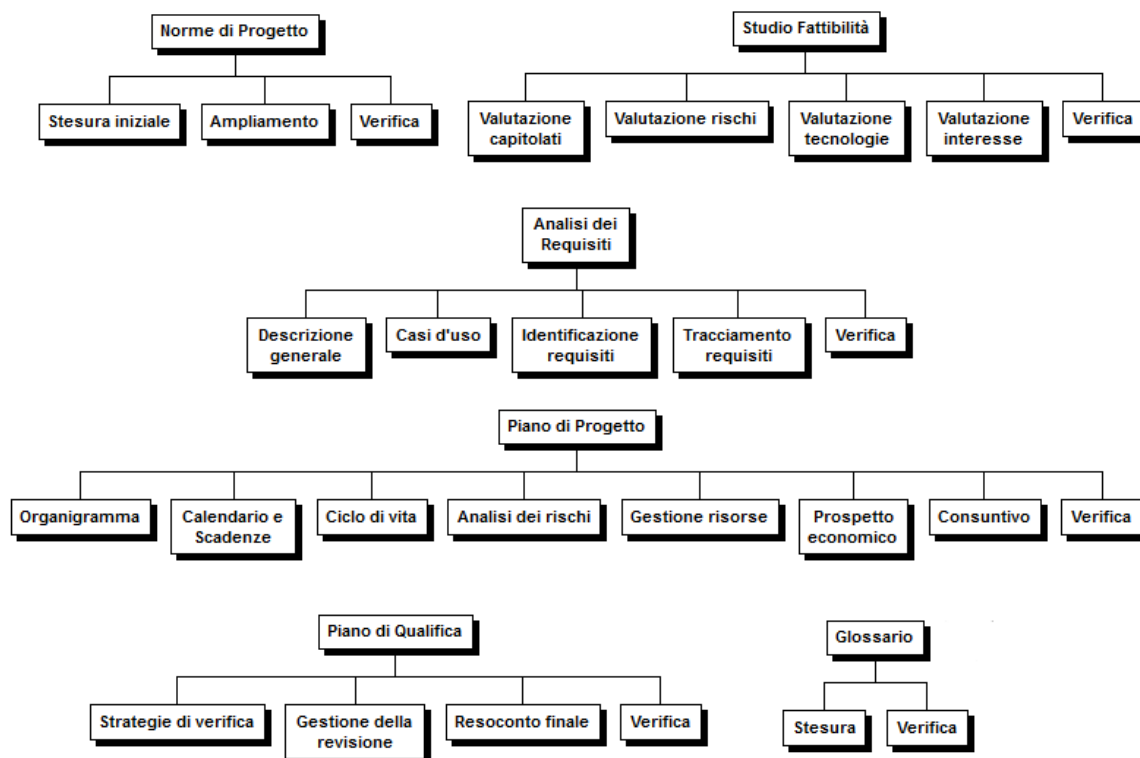 Norme di Progetto
Stesura iniziale
Ampliamento
Verifica
Studio Fattibilità
Valutazione
capitolati
Valutazione rischi
Valutazione
tecnologie
Valutazione
interesse
Verifica
Analisi dei
Requisiti
Descrizione
generale
Casi d'uso
Identificazione
requisiti
Tracciamento
requisiti
Verifica
Piano di Progetto
Organigramma
Calendario e
Scadenze
Ciclo di vita
Analisi dei rischi
Gestione risorse
Prospetto
economico
Consuntivo
Verifica
Piano di Qualifica
Strategie di verifica
Gestione della
revisione
Resoconto finale
Verifica
Glossario
Stesura
Verifica